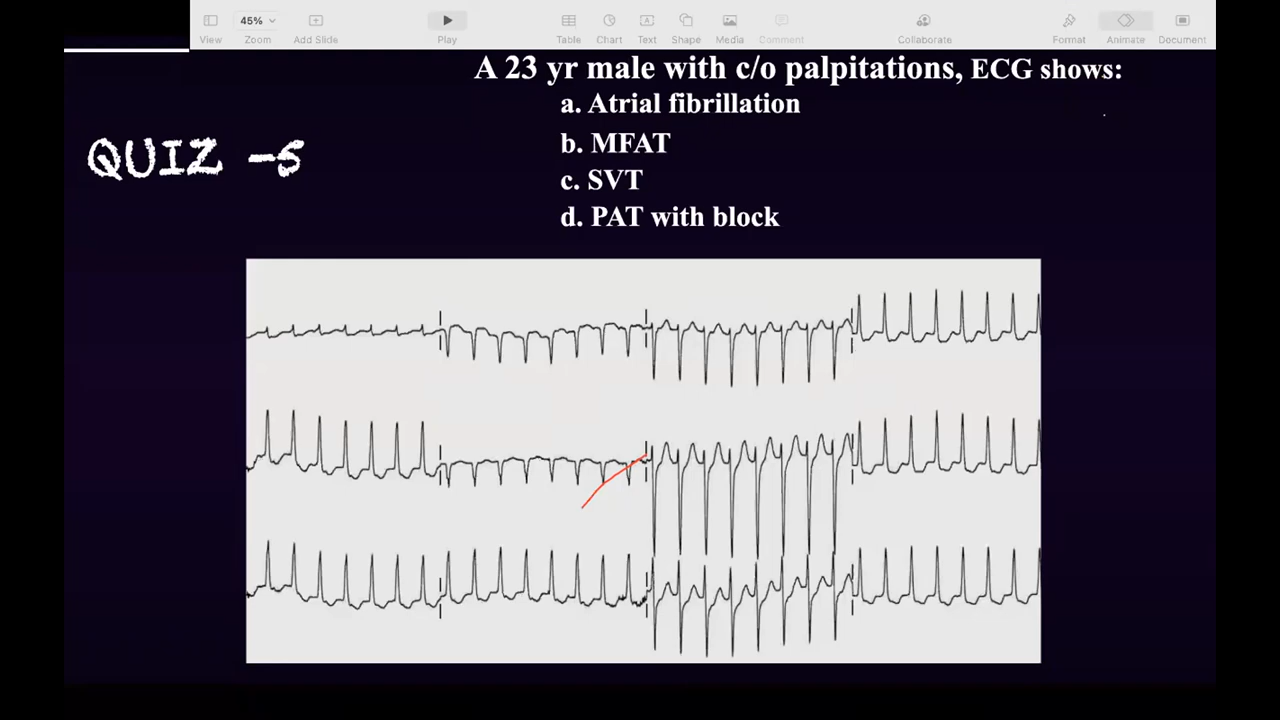 45%
View Zoom Add Slide Play Table Chart Text Shape Media Comment Collaborate Format Animate Document
A 23 yr male with c/o palpitations, ECG shows:
a. Atrial fibrillation
b. MFAT
c. SVT
d. PAT with block
QUIZ -5